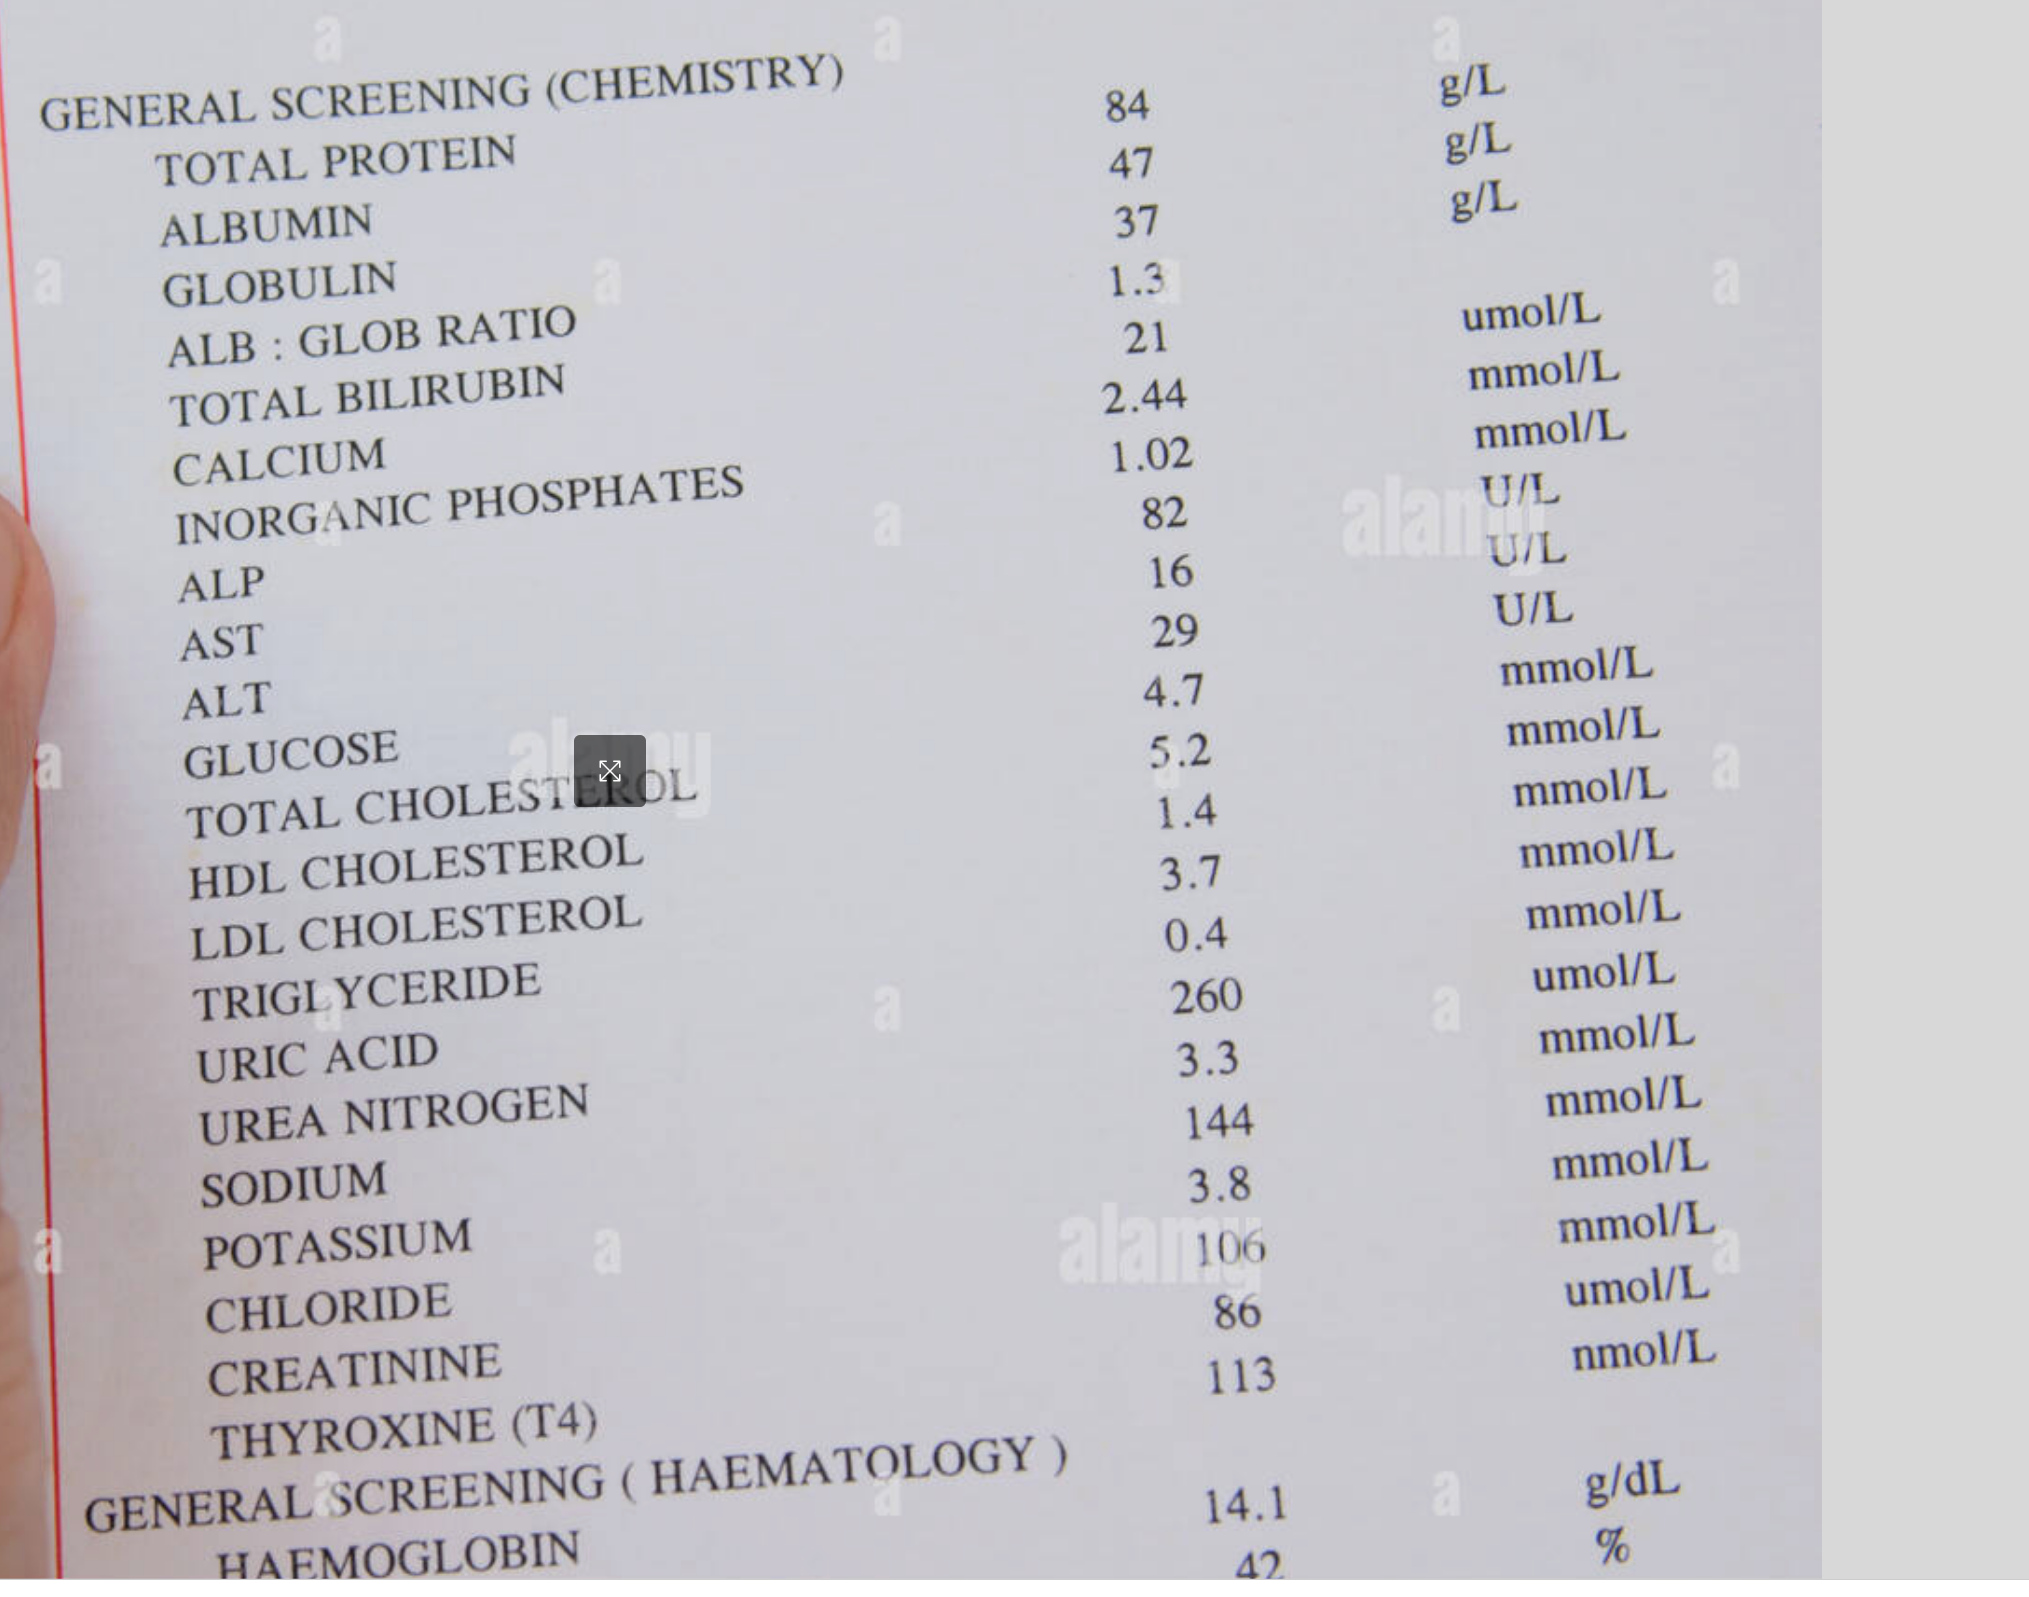 GENERAL SCREENING (CHEMISTRY)
TOTAL PROTEIN 84 g/L
ALBUMIN 47 g/L
GLOBULIN 37 g/L
ALB : GLOB RATIO 1.3
TOTAL BILIRUBIN 21 umol/L
CALCIUM 2.44 mmol/L
INORGANIC PHOSPHATES 1.02 mmol/L
ALP 82 U/L
AST 16 U/L
ALT 29 U/L
GLUCOSE 4.7 mmol/L
TOTAL CHOLESTEROL 5.2 mmol/L
HDL CHOLESTEROL 1.4 mmol/L
LDL CHOLESTEROL 3.7 mmol/L
TRIGLYCERIDE 0.4 mmol/L
URIC ACID 260 umol/L
UREA NITROGEN 3.3 mmol/L
SODIUM 144 mmol/L
POTASSIUM 3.8 mmol/L
CHLORIDE 106 mmol/L
CREATININE 86 umol/L
THYROXINE (T4) 113 nmol/L
GENERAL SCREENING ( HAEMATOLOGY )
HAEMOGLOBIN 14.1 g/dL
42 %
alamy
alamy
alamy